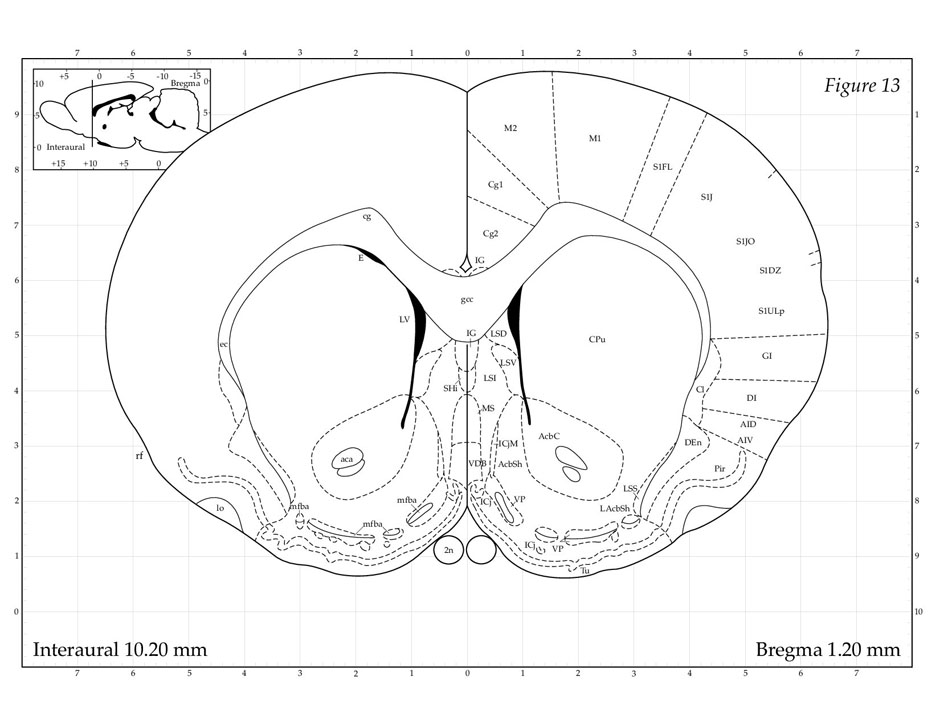 7 6 5 4 3 2 1 0 1 2 3 4 5 6 7
+5 0 -5 -10 -15
Bregma
10 0
5 5
0 Interaural
+15 +10 +5 0
Figure 13
9 1
M2
M1
S1FL
8 2
Cg1
S1J
cg
7 3
Cg2
S1JO
E
IG
S1DZ
6 4
gcc
S1ULp
LV
5 5
IG
LSD
CPu
ec
GI
LSV
LSI
4 6
SHi
Cl
DI
MS
AID
AcbC
AIV
3 7
ICjM
DEn
aca
rf
VDB
AcbSh
Pir
LSS
2 8
lo
mfba
mfba
ICj
VP
LAcbSh
mfba
2n
ICj
VP
1 9
Tu
0 10
Interaural 10.20 mm
Bregma 1.20 mm
7 6 5 4 3 2 1 0 1 2 3 4 5 6 7